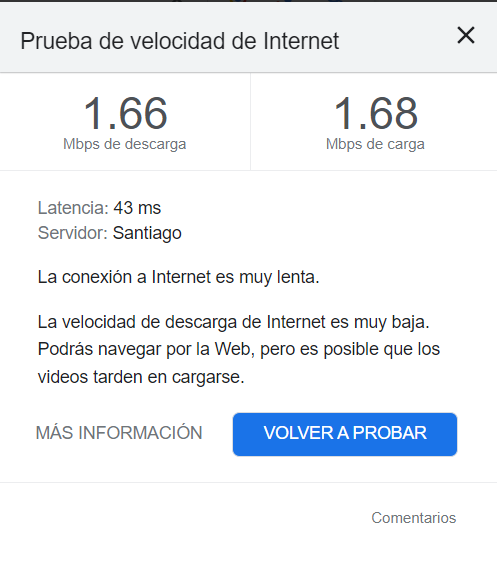 Prueba de velocidad de Internet
1.66
Mbps de descarga
1.68
Mbps de carga
Latencia: 43 ms
Servidor: Santiago
La conexión a Internet es muy lenta.
La velocidad de descarga de Internet es muy baja.
Podrás navegar por la Web, pero es posible que los
videos tarden en cargarse.
MÁS INFORMACIÓN
VOLVER A PROBAR
Comentarios